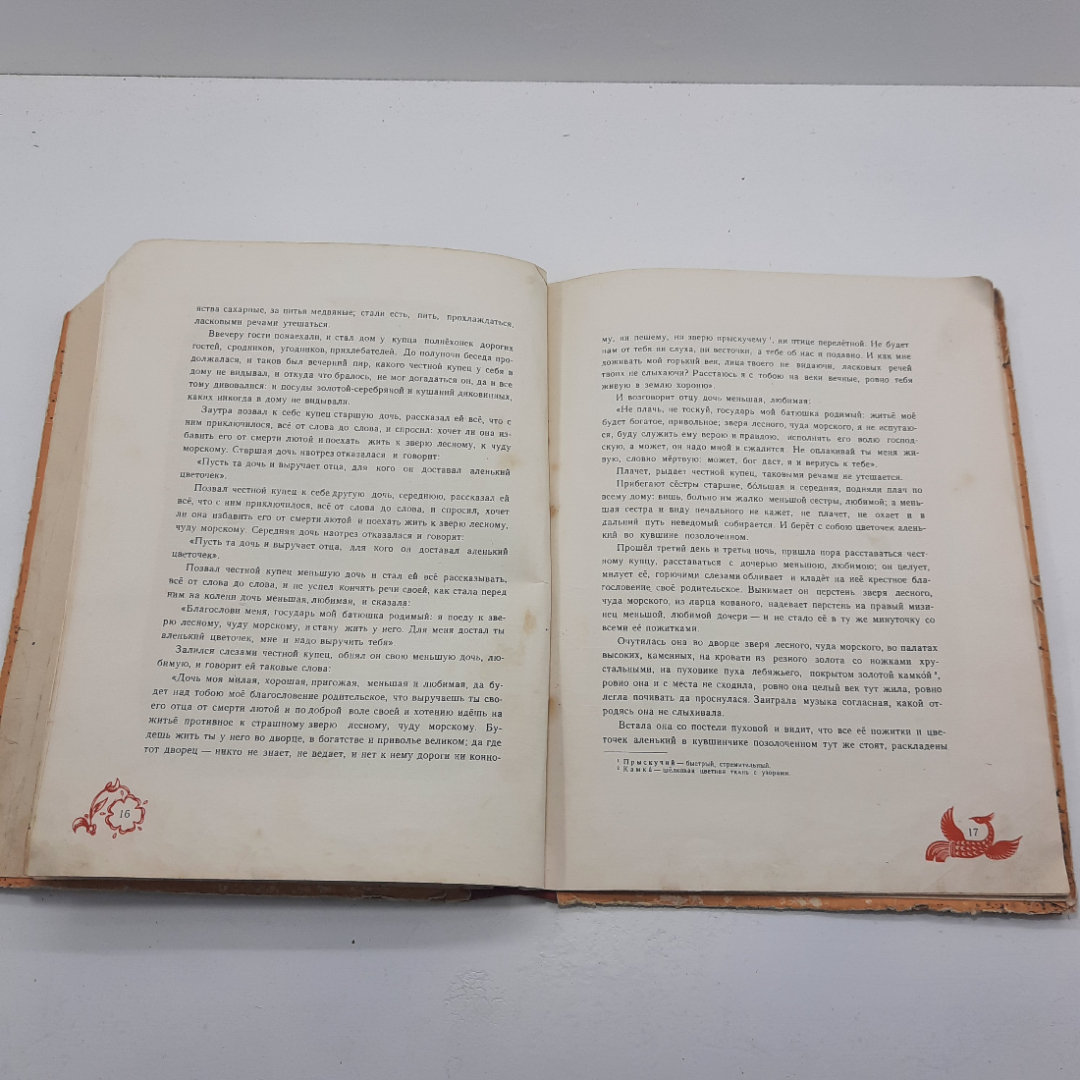 яства сахарные, за питья медвяные; стали есть, пить, прохлаждаться,
ласковыми речами утешаться.
Ввечеру гости понаехали, и стал дом у купца полнёхонек дорогих
гостей, сродников, угодников, прихлебателей. До полуночи беседа про-
должалася, и таков был вечерний пир, какого честной купец у себя в
дому не видывал, и откуда что бралось, не мог догадаться он, да и все
тому дивовалися: и посуды золотой-серебряной и кушаний диковинных,
каких никогда в дому не видывали.
Заутра позвал к себе купец старшую дочь, рассказал ей всё, что с
ним приключилося, всё от слова до слова, и спросил: хочет ли она из-
бавить его от смерти лютой и поехать жить к зверю лесному, к чуду
морскому. Старшая дочь наотрез отказалася и говорит:
«Пусть та дочь и выручает отца, для кого он доставал аленький
цветочек».
Позвал честной купец к себе другую дочь, середнюю, рассказал ей
всё, что с ним приключилося, всё от слова до слова, и спросил, хочет
ли она избавить его от смерти лютой и поехать жить к зверю лесному,
чуду морскому. Середняя дочь наотрез отказалася и говорит:
«Пусть та дочь и выручает отца, для кого он доставал аленький
цветочек».
Позвал честной купец меньшую дочь и стал ей всё рассказывать,
всё от слова до слова, и не успел кончить речи своей, как стала перед
ним на колени дочь меньшая, любимая, и сказала:
«Благослови меня, государь мой батюшка родимый: я поеду к зве-
рю лесному, чуду морскому, и стану жить у него. Для меня достал ты
аленький цветочек, мне и надо выручить тебя».
Залился слезами честной купец, обнял он свою меньшую дочь, лю-
бимую, и говорит ей таковые слова:
«Дочь моя милая, хорошая, пригожая, меньшая и любимая, да бу-
дет над тобою моё благословение родительское, что выручаешь ты сво-
его отца от смерти лютой и по доброй воле своей и хотению идёшь на
житьё противное к страшному зверю лесному, чуду морскому. Бу-
дешь жить ты у него во дворце, в богатстве и приволье великом; да где
тот дворец — никто не знает, не ведает, и нет к нему дороги ни конно-
16
му, ни пешему, ни зверю прыскучему¹, ни птице перелётной. Не будет
нам от тебя ни слуха, ни весточки, а тебе об нас и подавно. И как мне
доживать мой горький век, лица твоего не видаючи, ласковых речей
твоих не слыхаючи? Расстаюсь я с тобою на веки вечные, ровно тебя
живую в землю хороню».
И возговорит отцу дочь меньшая, любимая:
«Не плачь, не тоскуй, государь мой батюшка родимый: житьё моё
будет богатое, привольное; зверя лесного, чуда морского, я не испугаю-
ся, буду служить ему верою и правдою, исполнять его волю господ-
скую, а может, он надо мной и сжалится. Не оплакивай ты меня жи-
вую, словно мёртвую: может, бог даст, я и вернусь к тебе».
Плачет, рыдает честной купец, таковыми речами не утешается.
Прибегают сёстры старшие, бо́льшая и середняя, подняли плач по
всему дому: вишь, больно им жалко меньшой сестры, любимой; а мень-
шая сестра и виду печального не кажет, не плачет, не охает и в
дальний путь неведомый собирается. И берёт с собою цветочек алень-
кий во кувшине позолоченном.
Прошёл третий день и третья ночь, пришла пора расставаться чест-
ному купцу, расставаться с дочерью меньшою, любимою; он целует,
милует её, горючими слезами обливает и кладёт на неё крестное бла-
гословение своё родительское. Вынимает он перстень зверя лесного,
чуда морского, из ларца кованого, надевает перстень на правый мизи-
нец меньшой, любимой дочери — и не стало её в ту же минуточку со
всеми её пожитками.
Очутилась она во дворце зверя лесного, чуда морского, во палатах
высоких, каменных, на кровати из резного золота со ножками хру-
стальными, на пуховике пуха лебяжьего, покрытом золотой камко́й²,
ровно она и с места не сходила, ровно она целый век тут жила, ровно
легла почивать да проснулася. Заиграла музыка согласная, какой от-
родясь она не слыхивала.
Встала она со постели пуховой и видит, что все её пожитки и цве-
точек аленький в кувшинчике позолоченном тут же стоят, раскладены
¹ Прыскучий — быстрый, стремительный.
² Камка́ — шёлковая цветная ткань с узорами.
17